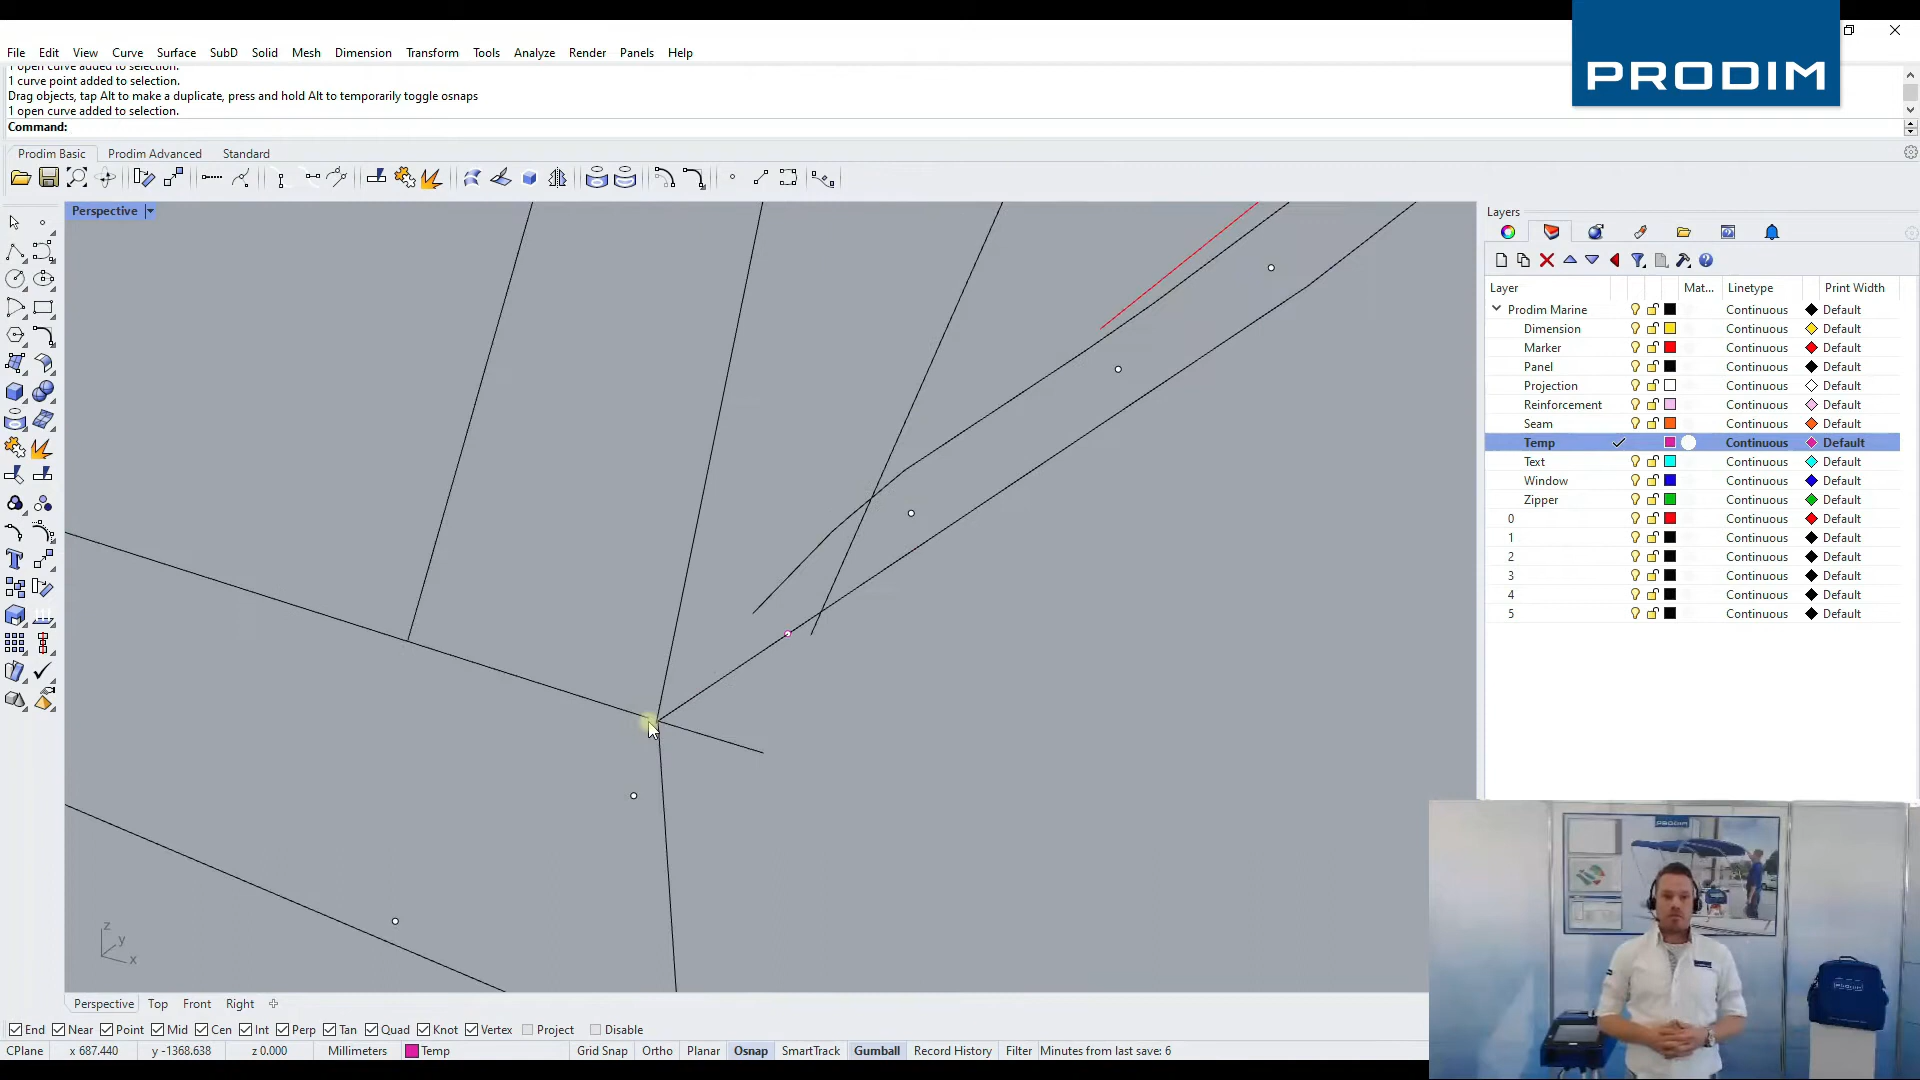 PRODIM
File Edit View Curve Surface SubD Solid Mesh Dimension Transform Tools Analyze Render Panels Help
1 open curve added to selection.
1 curve point added to selection.
Drag objects, tap Alt to make a duplicate, press and hold Alt to temporarily toggle osnaps
1 open curve added to selection.
Command:
Prodim Basic Prodim Advanced Standard
Perspective
z
y
x
Layers
Layer Mat... Linetype Print Width
Prodim Marine Continuous Default
Dimension Continuous Default
Marker Continuous Default
Panel Continuous Default
Projection Continuous Default
Reinforcement Continuous Default
Seam Continuous Default
Temp Continuous Default
Text Continuous Default
Window Continuous Default
Zipper Continuous Default
0 Continuous Default
1 Continuous Default
2 Continuous Default
3 Continuous Default
4 Continuous Default
5 Continuous Default
PRODIM
Perspective Top Front Right
End Near Point Mid Cen Int Perp Tan Quad Knot Vertex Project Disable
CPlane x 687.440 y -1368.638 z 0.000 Millimeters Temp Grid Snap Ortho Planar Osnap SmartTrack Gumball Record History Filter Minutes from last save: 6